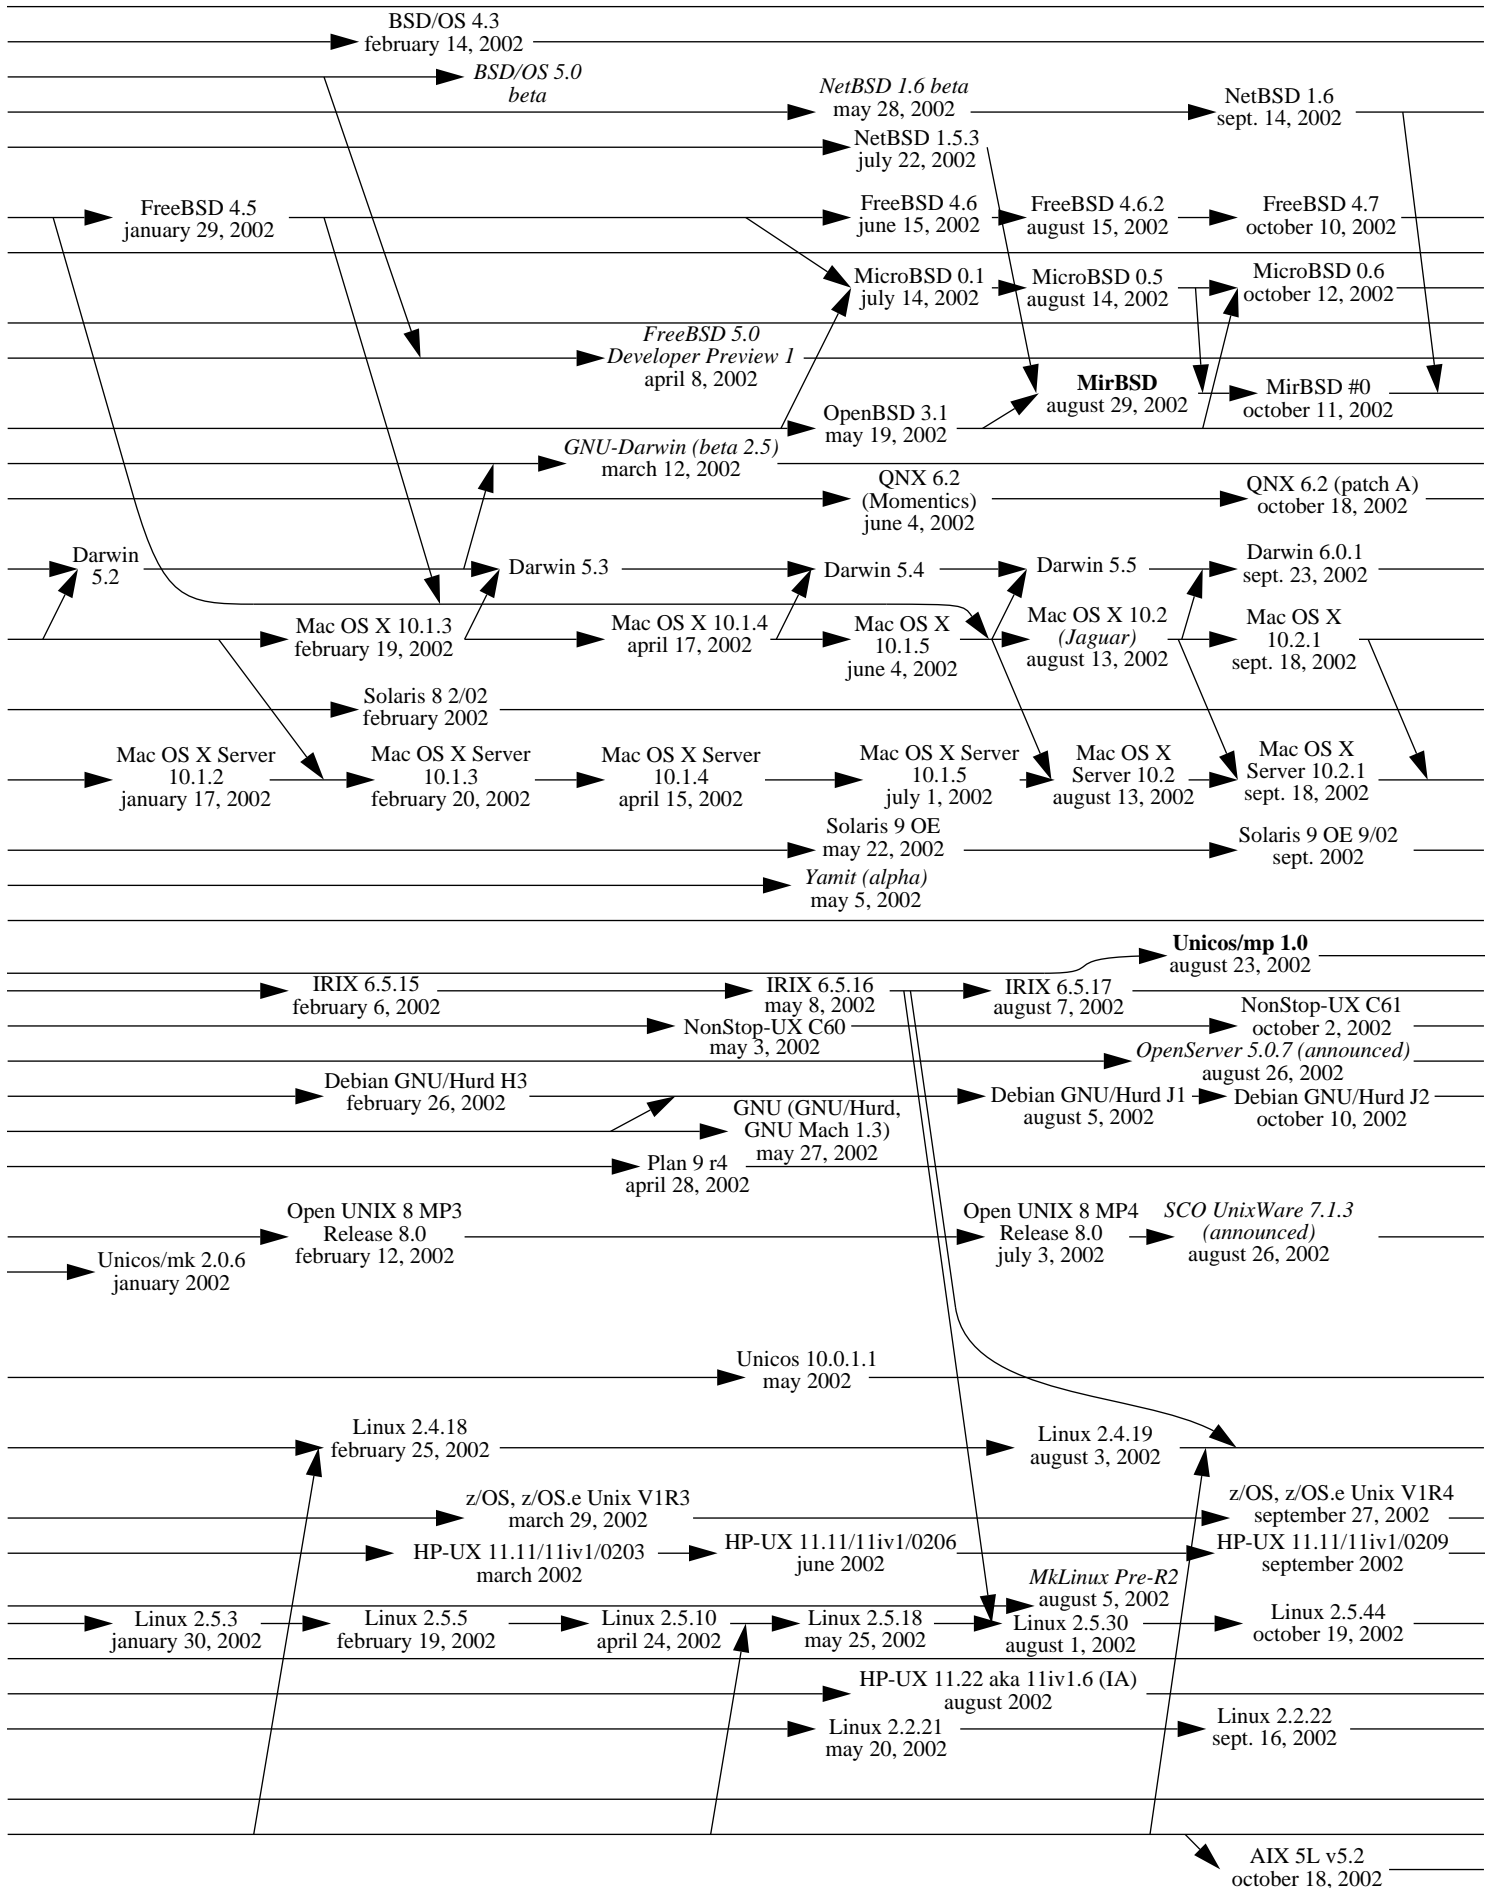 BSD/OS 4.3
february 14, 2002
BSD/OS 5.0
beta
NetBSD 1.6 beta
may 28, 2002
NetBSD 1.6
sept. 14, 2002
NetBSD 1.5.3
july 22, 2002
FreeBSD 4.5
january 29, 2002
FreeBSD 4.6
june 15, 2002
FreeBSD 4.6.2
august 15, 2002
FreeBSD 4.7
october 10, 2002
MicroBSD 0.1
july 14, 2002
MicroBSD 0.5
august 14, 2002
MicroBSD 0.6
october 12, 2002
FreeBSD 5.0
Developer Preview 1
april 8, 2002
MirBSD
august 29, 2002
MirBSD #0
october 11, 2002
OpenBSD 3.1
may 19, 2002
GNU-Darwin (beta 2.5)
march 12, 2002
QNX 6.2
(Momentics)
june 4, 2002
QNX 6.2 (patch A)
october 18, 2002
Darwin
5.2
Darwin 5.3
Darwin 5.4
Darwin 5.5
Darwin 6.0.1
sept. 23, 2002
Mac OS X 10.1.3
february 19, 2002
Mac OS X 10.1.4
april 17, 2002
Mac OS X
10.1.5
june 4, 2002
Mac OS X 10.2
(Jaguar)
august 13, 2002
Mac OS X
10.2.1
sept. 18, 2002
Solaris 8 2/02
february 2002
Mac OS X Server
10.1.2
january 17, 2002
Mac OS X Server
10.1.3
february 20, 2002
Mac OS X Server
10.1.4
april 15, 2002
Mac OS X Server
10.1.5
july 1, 2002
Mac OS X
Server 10.2
august 13, 2002
Mac OS X
Server 10.2.1
sept. 18, 2002
Solaris 9 OE
may 22, 2002
Solaris 9 OE 9/02
sept. 2002
Yamit (alpha)
may 5, 2002
Unicos/mp 1.0
august 23, 2002
IRIX 6.5.15
february 6, 2002
IRIX 6.5.16
may 8, 2002
IRIX 6.5.17
august 7, 2002
NonStop-UX C60
may 3, 2002
NonStop-UX C61
october 2, 2002
OpenServer 5.0.7 (announced)
august 26, 2002
Debian GNU/Hurd H3
february 26, 2002
Debian GNU/Hurd J1
august 5, 2002
Debian GNU/Hurd J2
october 10, 2002
GNU (GNU/Hurd,
GNU Mach 1.3)
may 27, 2002
Plan 9 r4
april 28, 2002
Open UNIX 8 MP3
Release 8.0
february 12, 2002
Open UNIX 8 MP4
Release 8.0
july 3, 2002
SCO UnixWare 7.1.3
(announced)
august 26, 2002
Unicos/mk 2.0.6
january 2002
Unicos 10.0.1.1
may 2002
Linux 2.4.18
february 25, 2002
Linux 2.4.19
august 3, 2002
z/OS, z/OS.e Unix V1R3
march 29, 2002
z/OS, z/OS.e Unix V1R4
september 27, 2002
HP-UX 11.11/11iv1/0203
march 2002
HP-UX 11.11/11iv1/0206
june 2002
HP-UX 11.11/11iv1/0209
september 2002
MkLinux Pre-R2
august 5, 2002
Linux 2.5.3
january 30, 2002
Linux 2.5.5
february 19, 2002
Linux 2.5.10
april 24, 2002
Linux 2.5.18
may 25, 2002
Linux 2.5.30
august 1, 2002
Linux 2.5.44
october 19, 2002
HP-UX 11.22 aka 11iv1.6 (IA)
august 2002
Linux 2.2.21
may 20, 2002
Linux 2.2.22
sept. 16, 2002
AIX 5L v5.2
october 18, 2002